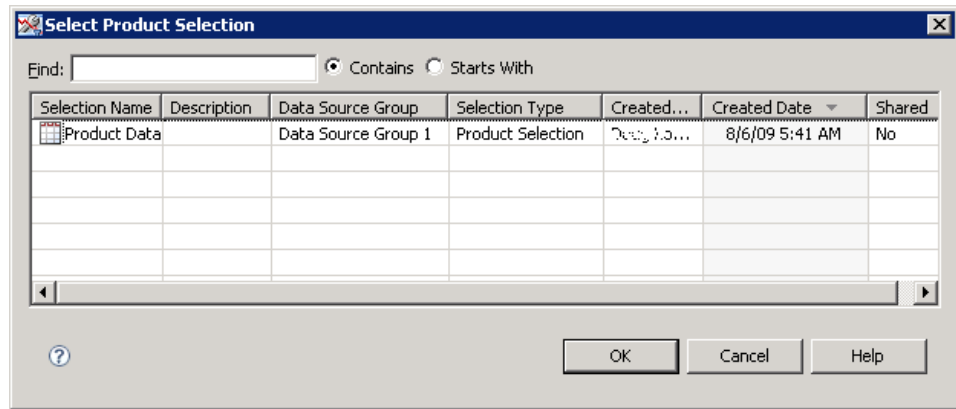 Select Product Selection
Find: Contains Starts With
Selection Name Description Data Source Group Selection Type Created... Created Date Shared
Product Data Data Source Group 1 Product Selection 8/6/09 5:41 AM No
? OK Cancel Help